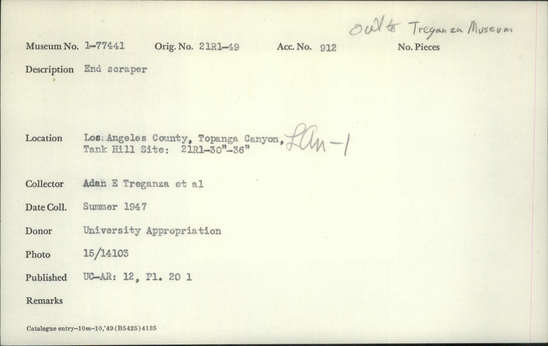 Out to Treganza Museum
Museum No. 1-77441 Orig. No. 21R1-49 Acc. No. 912 No. Pieces
Description End scraper
Location Los Angeles County, Topanga Canyon, LAn-1
Tank Hill Site: 21R1-30"-36"
Collector Adan E Treganza et al
Date Coll. Summer 1947
Donor University Appropriation
Photo 15/14103
Published UC-AR: 12, Pl. 20 l
Remarks
Catalogue entry—10m-10,'49 (B5425) 4135